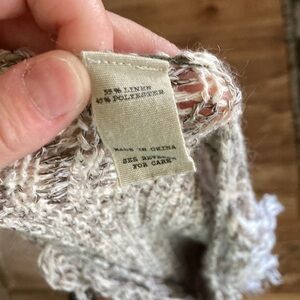 55% LINEN
45% POLYESTER
MADE IN CHINA
SEE REVERSE
FOR CARE